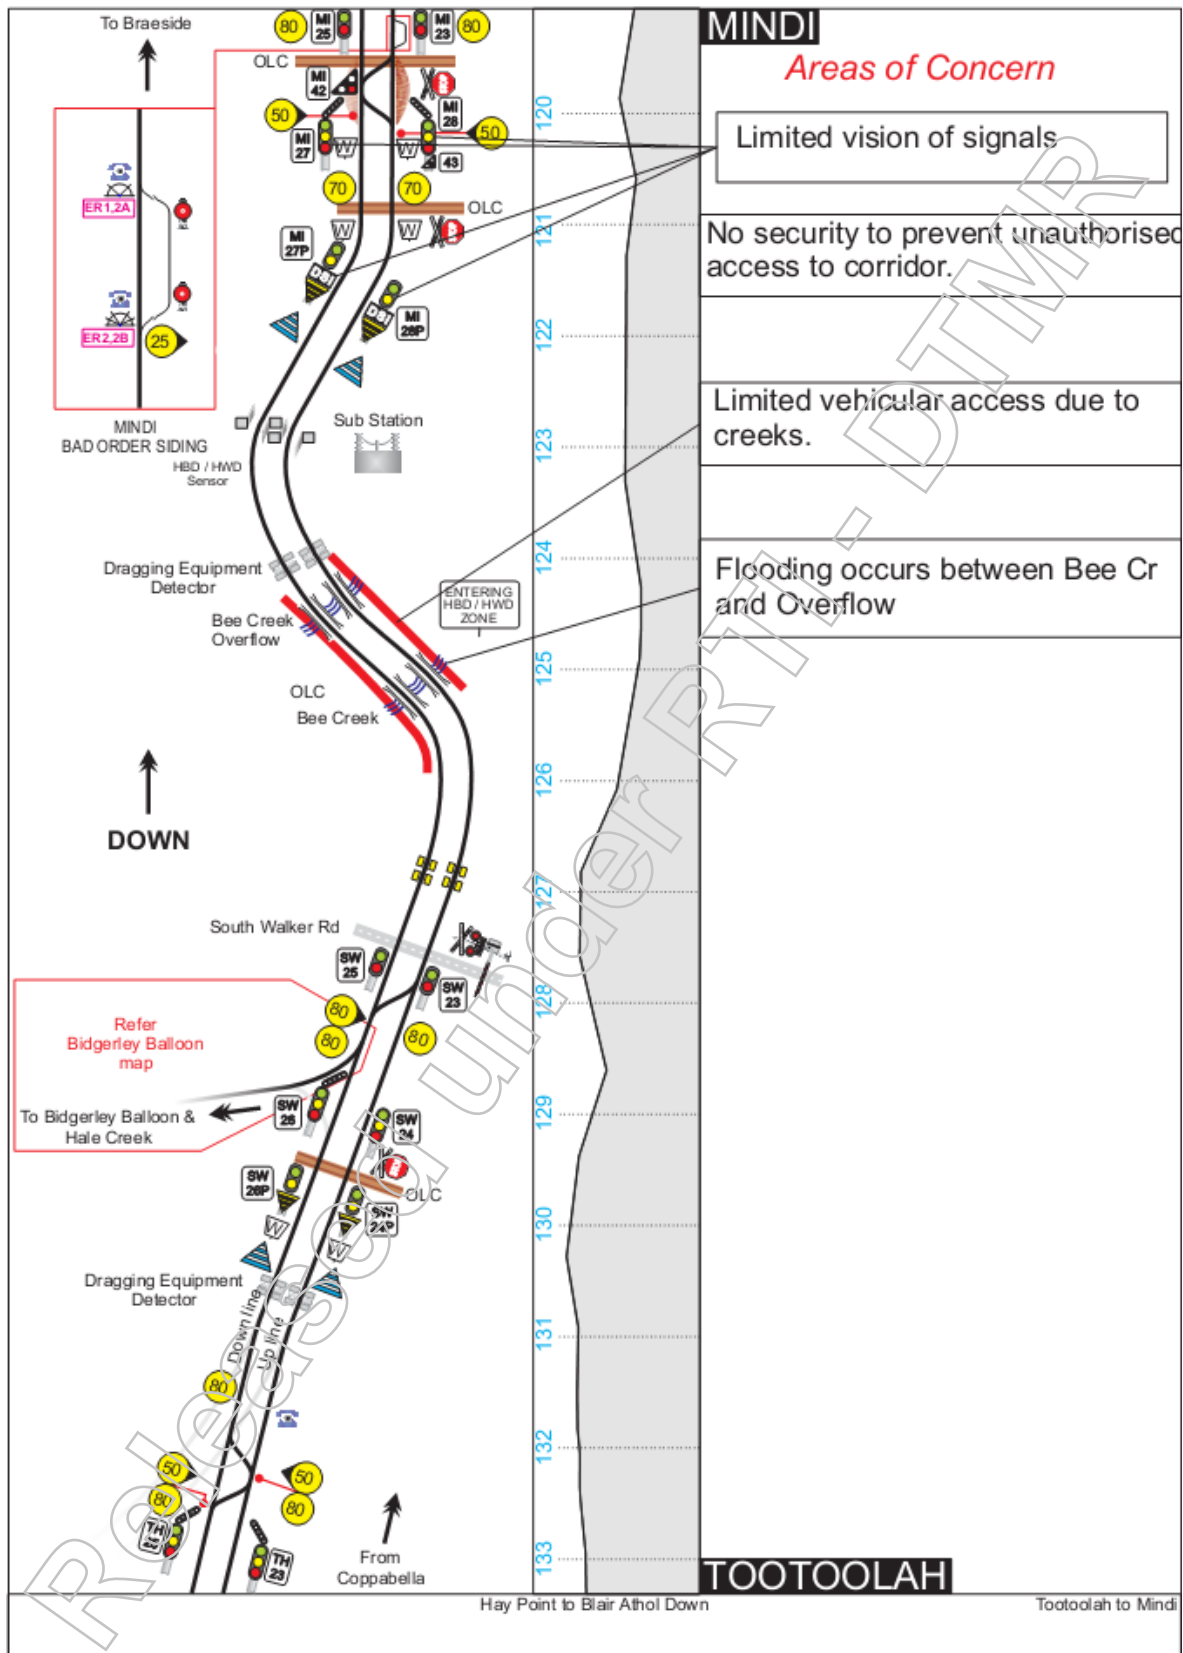 To Braeside
80
MI
25
MI
23
80
OLC
MI
42
STOP
MI
28
50
50
MI
27
W
W
43
70
70
OLC
W
W
MI
27P
DSI
DSI
MI
28P
ER1,2A
ER2,2B
25
MINDI
BAD ORDER SIDING
HBD / HWD
Sensor
Sub Station
Dragging Equipment
Detector
ENTERING
HBD / HWD
ZONE
Bee Creek
Overflow
OLC
Bee Creek
DOWN
South Walker Rd
SW
25
SW
23
80
80
80
Refer
Bidgerley Balloon
map
To Bidgerley Balloon &
Hale Creek
SW
26
SW
24
OLC
SW
26P
SW
24P
W
W
Dragging Equipment
Detector
Down line
Up line
80
50
80
50
80
TH
TH
23
From
Coppabella
120
121
122
123
124
125
126
127
128
129
130
131
132
133
MINDI
Areas of Concern
Limited vision of signals
No security to prevent unauthorised
access to corridor.
Limited vehicular access due to
creeks.
Flooding occurs between Bee Cr
and Overflow
TOOTOOLAH
Hay Point to Blair Athol Down
Tootoolah to Mindi
Released under RTI - DTMR